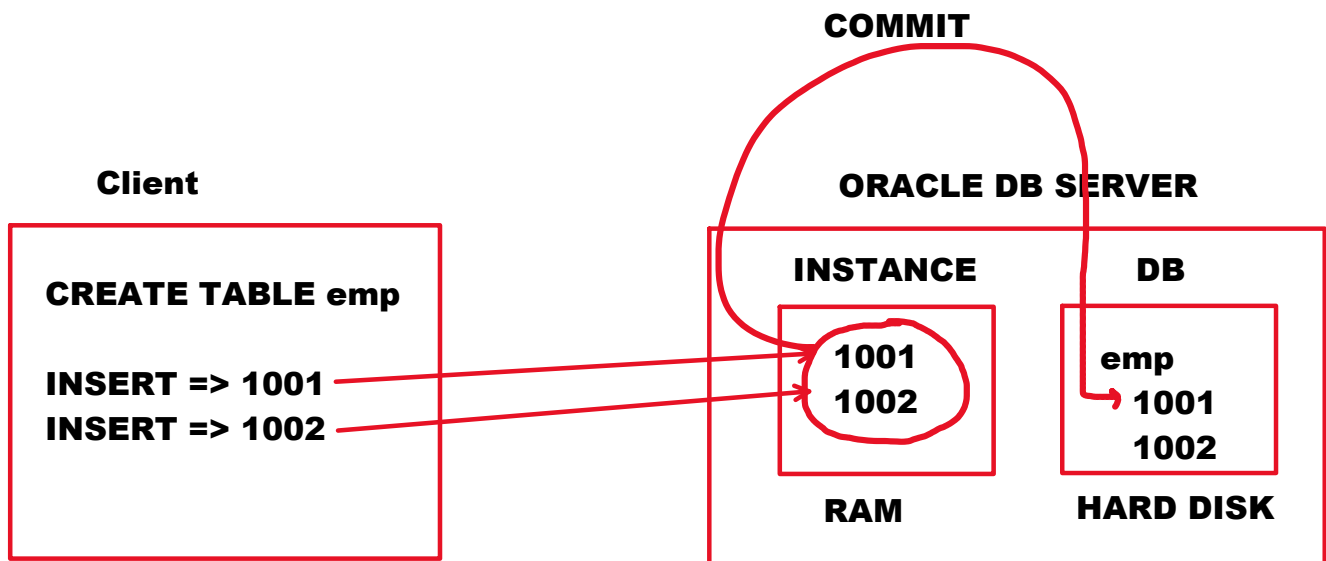 COMMIT
Client
ORACLE DB SERVER
CREATE TABLE emp
INSERT => 1001
INSERT => 1002
INSTANCE
1001
1002
RAM
DB
emp
1001
1002
HARD DISK